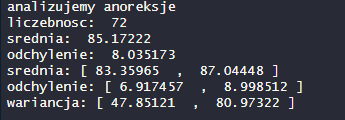 analizujemy anoreksje
liczebnosc:  72
srednia:  85.17222
odchylenie:  8.035173
srednia: [ 83.35965  ,  87.04448 ]
odchylenie: [ 6.917457  ,  8.998512 ]
wariancja: [ 47.85121  ,  80.97322 ]